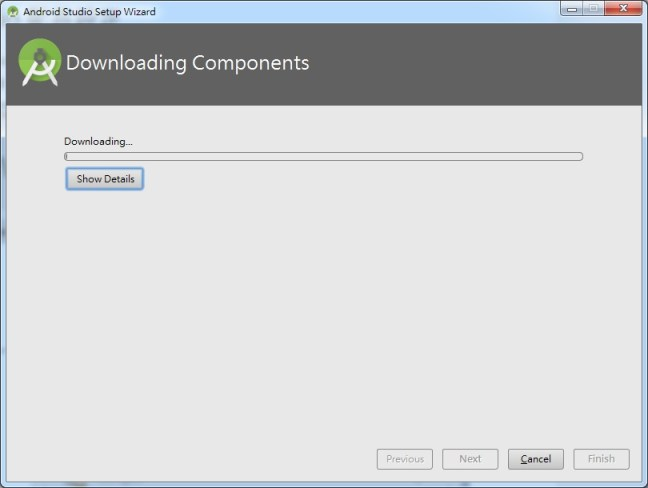 Android Studio Setup Wizard
Downloading Components
Downloading...
Show Details
Previous
Next
Cancel
Finish